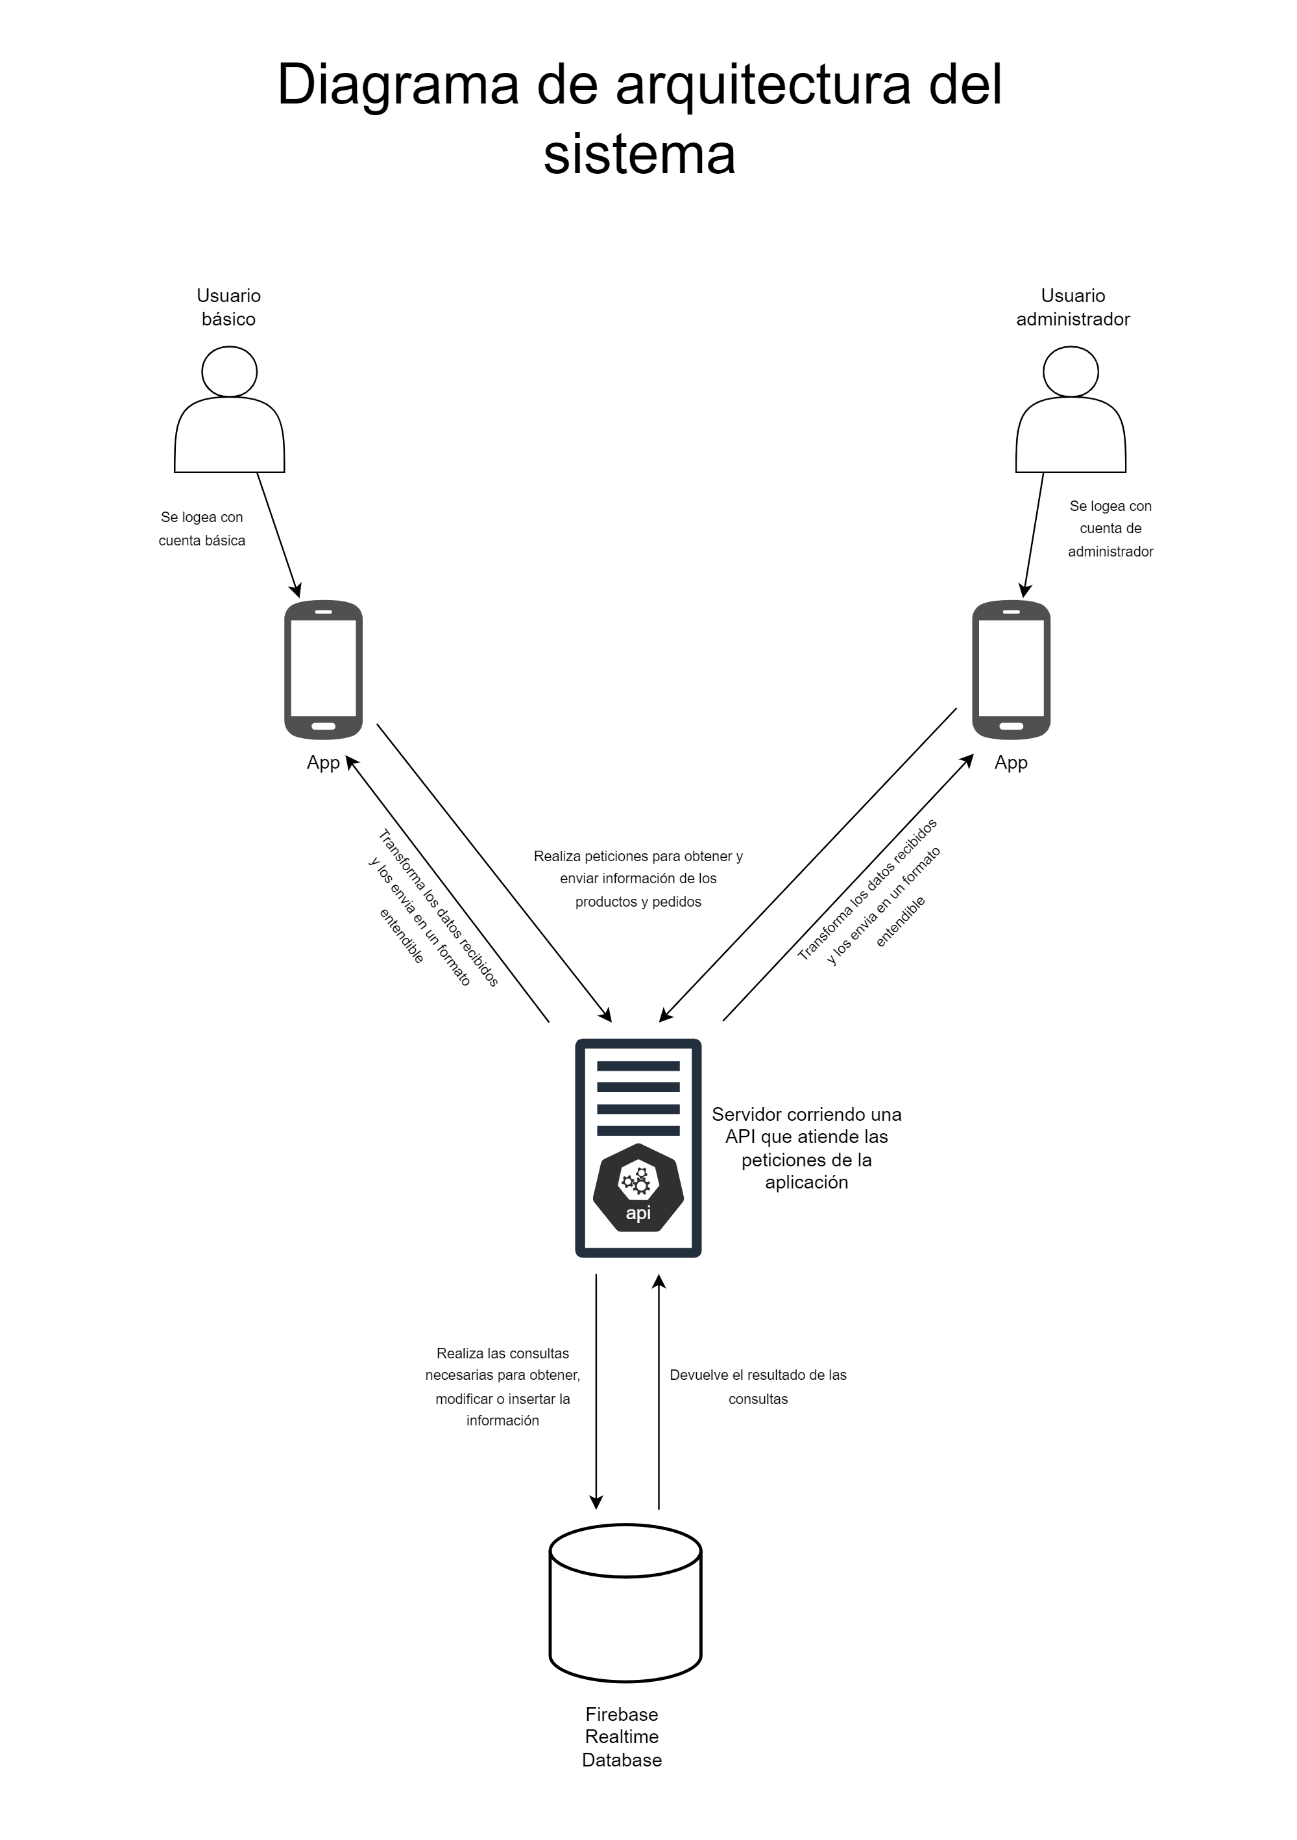 Diagrama de arquitectura del
sistema
Usuario
básico
Usuario
administrador
Se logea con
cuenta básica
Se logea con
cuenta de
administrador
App
App
Transforma los datos recibidos
y los envia en un formato
entendible
Realiza peticiones para obtener y
enviar información de los
productos y pedidos
Transforma los datos recibidos
y los envia en un formato
entendible
Servidor corriendo una
API que atiende las
peticiones de la
aplicación
api
Realiza las consultas
necesarias para obtener,
modificar o insertar la
información
Devuelve el resultado de las
consultas
Firebase
Realtime
Database